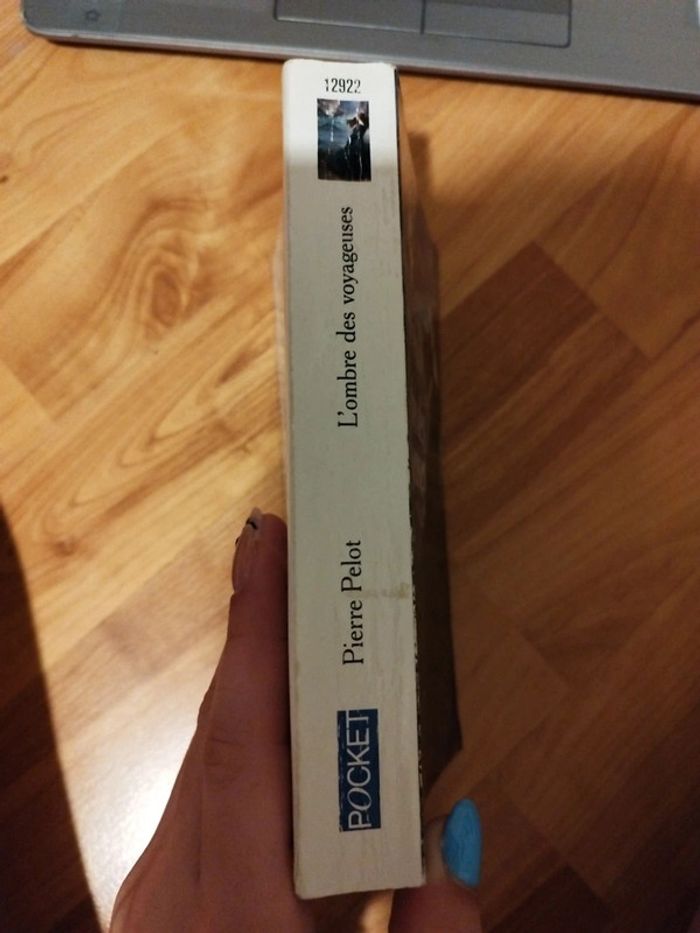 12922
L'ombre des voyageuses
Pierre Pelot
POCKET